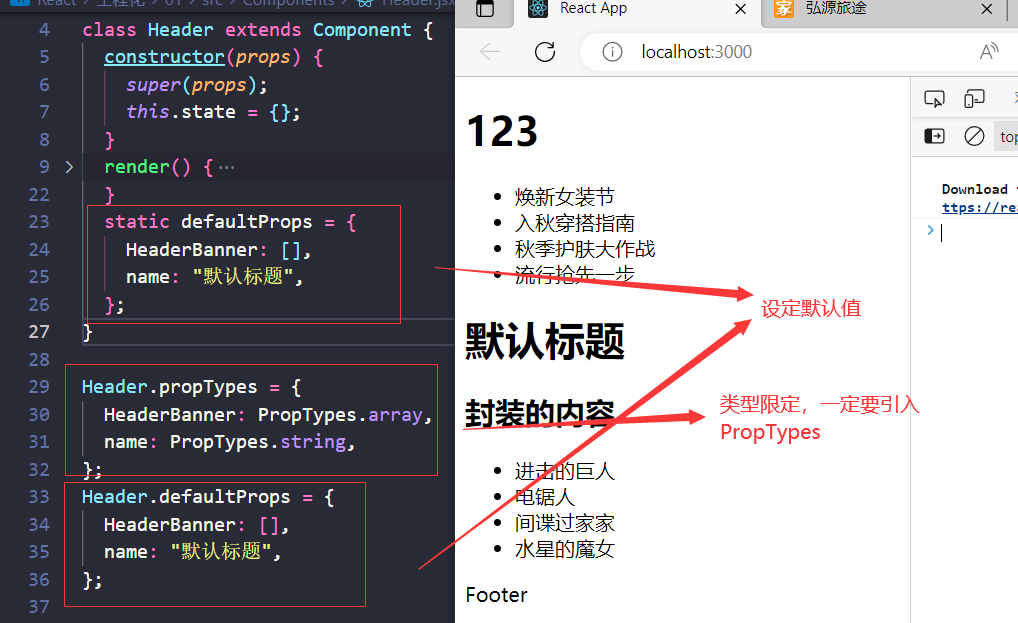 React > 工程化 > 01 > src > Components > Header.jsx
4 class Header extends Component {
5 constructor(props) {
6 super(props);
7 this.state = {};
8 }
9 render() { ···
22 }
23 static defaultProps = {
24 HeaderBanner: [],
25 name: "默认标题",
26 };
27 }
28
29 Header.propTypes = {
30 HeaderBanner: PropTypes.array,
31 name: PropTypes.string,
32 };
33 Header.defaultProps = {
34 HeaderBanner: [],
35 name: "默认标题",
36 };
37
React App
弘源旅途
localhost:3000
123
焕新女装节
入秋穿搭指南
秋季护肤大作战
流行抢先一步
默认标题
封装的内容
进击的巨人
电锯人
间谍过家家
水星的魔女
Footer
设定默认值
类型限定，一定要引入
PropTypes
top
Download
ttps://rea